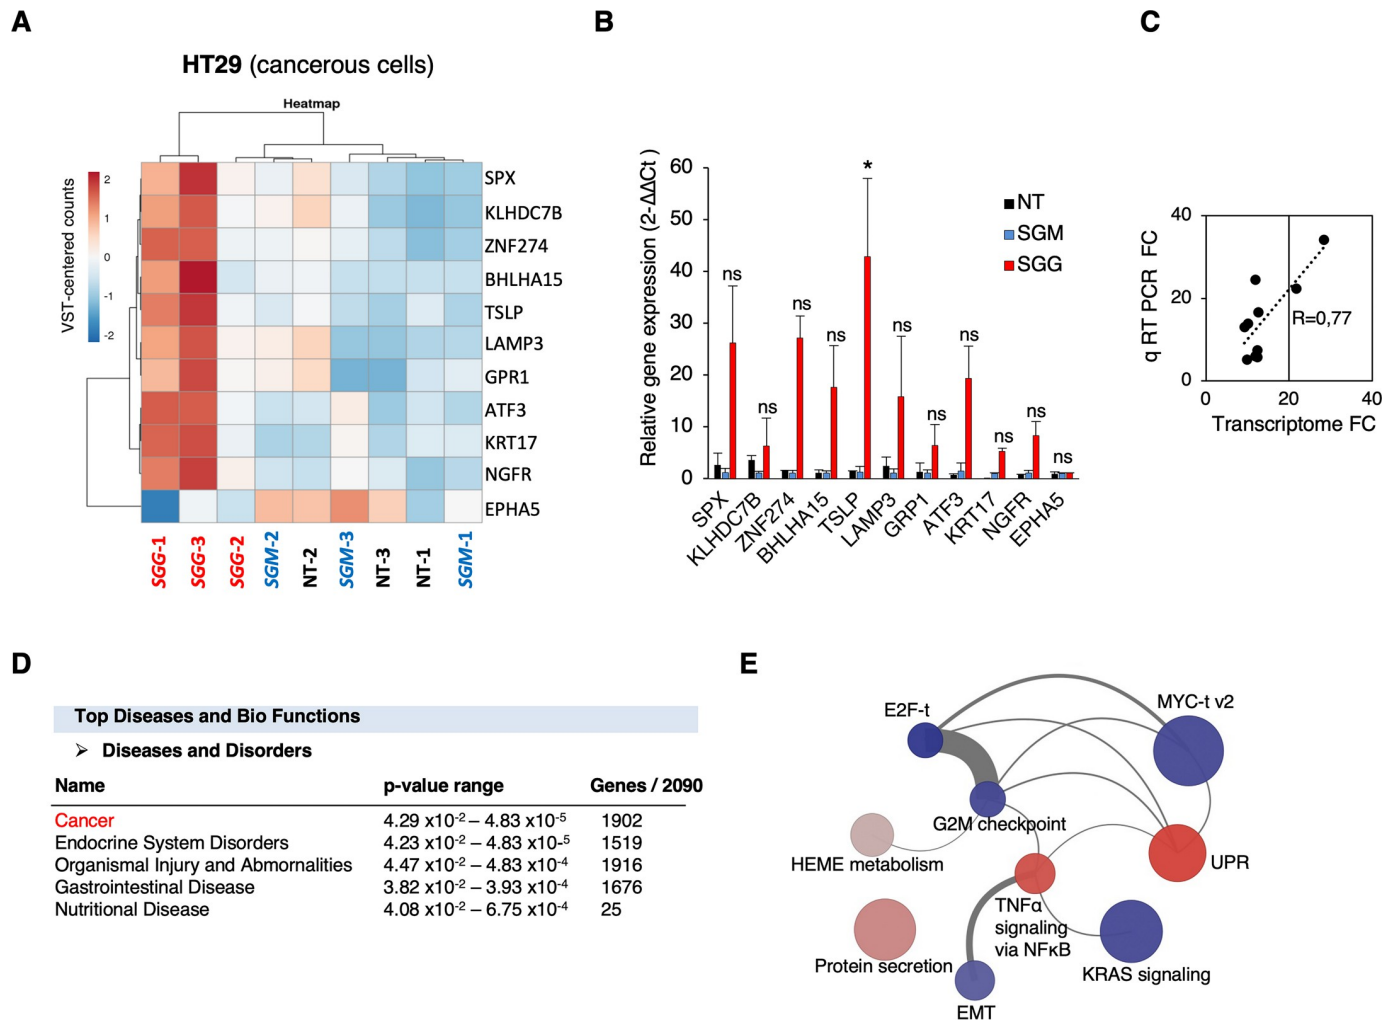 A
HT29 (cancerous cells)
Heatmap
VST-centered counts
2
1
0
-1
-2
SPX
KLHDC7B
ZNF274
BHLHA15
TSLP
LAMP3
GPR1
ATF3
KRT17
NGFR
EPHA5
SGG-1
SGG-3
SGG-2
SGM-2
NT-2
SGM-3
NT-3
NT-1
SGM-1
B
Relative gene expression (2-ΔΔCt )
60
50
40
30
20
10
0
ns
ns
ns
ns
*
ns
ns
ns
ns
ns
ns
NT
SGM
SGG
SPX
KLHDC7B
ZNF274
BHLHA15
TSLP
LAMP3
GRP1
ATF3
KRT17
NGFR
EPHA5
C
q RT PCR FC
40
20
0
R=0,77
0
20
40
Transcriptome FC
D
Top Diseases and Bio Functions
➢ Diseases and Disorders
Name p-value range Genes / 2090
Cancer 4.29 x10-2 – 4.83 x10-5 1902
Endocrine System Disorders 4.23 x10-2 – 4.83 x10-5 1519
Organismal Injury and Abmornalities 4.47 x10-2 – 4.83 x10-4 1916
Gastrointestinal Disease 3.82 x10-2 – 3.93 x10-4 1676
Nutritional Disease 4.08 x10-2 – 6.75 x10-4 25
E
E2F-t
MYC-t v2
G2M checkpoint
HEME metabolism
UPR
TNFα
signaling
via NFκB
Protein secretion
KRAS signaling
EMT